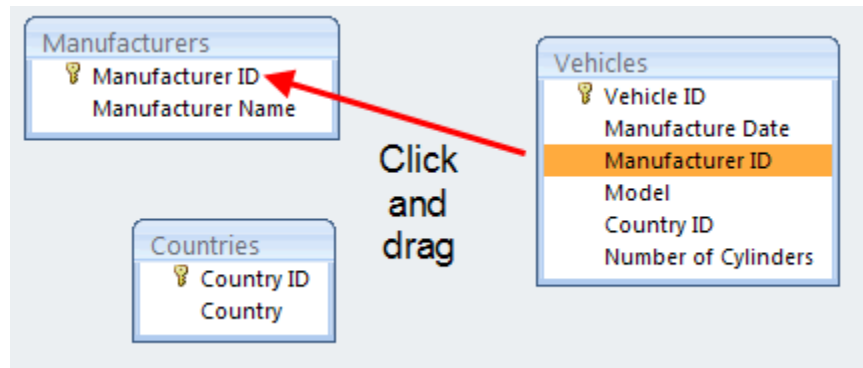 Manufacturers
Manufacturer ID
Manufacturer Name
Click
and
drag
Vehicles
Vehicle ID
Manufacture Date
Manufacturer ID
Model
Country ID
Number of Cylinders
Countries
Country ID
Country